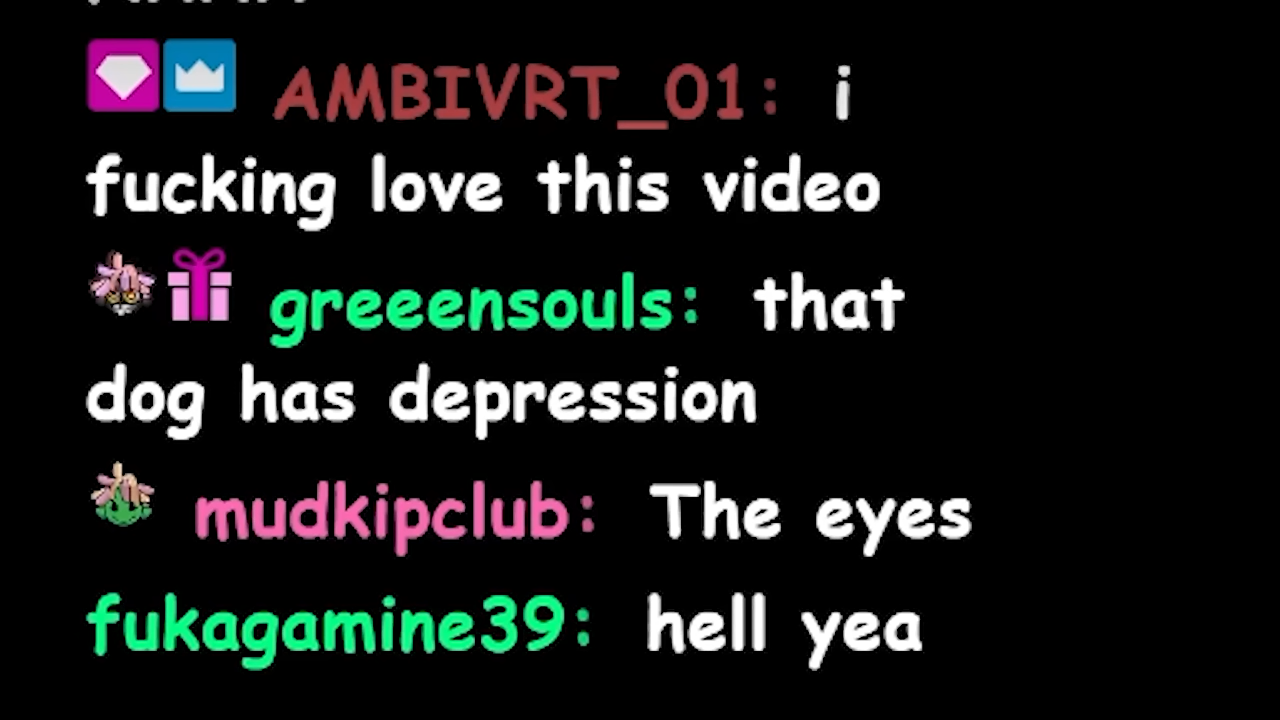 AMBIVRT_01: i
fucking love this video
greeensouls: that
dog has depression
mudkipclub: The eyes
fukagamine39: hell yea